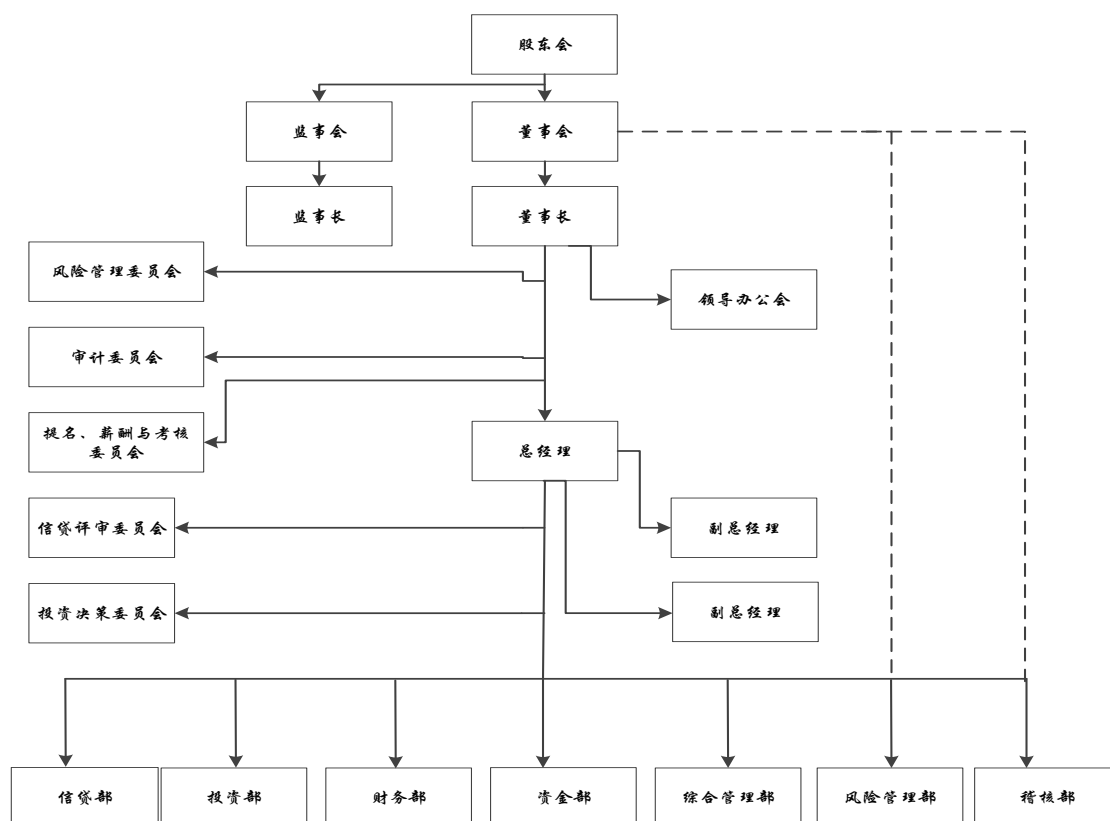 股东会
监事会
董事会
监事长
董事长
风险管理委员会
领导办公会
审计委员会
提名、薪酬与考核
委员会
总经理
信贷评审委员会
副总经理
投资决策委员会
副总经理
信贷部
投资部
财务部
资金部
综合管理部
风险管理部
稽核部